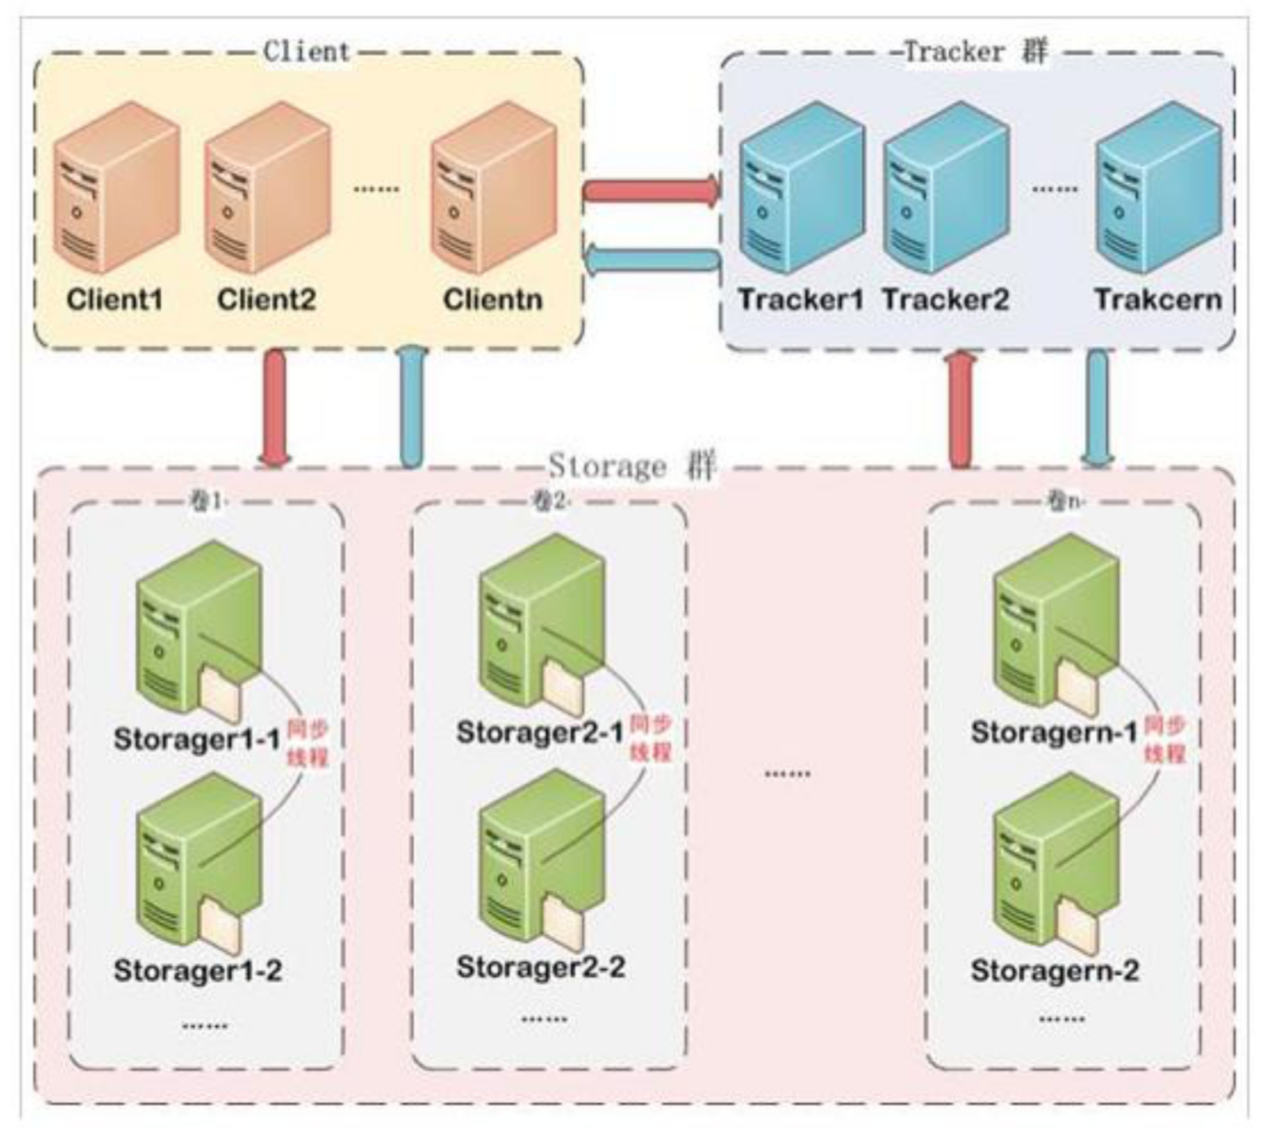 Client
Tracker 群
……
……
Client1
Client2
Clientn
Tracker1
Tracker2
Trakcern
Storage 群
卷1
卷2
卷n
Storager1-1
同步
线程
Storager2-1
同步
线程
Storagern-1
同步
线程
……
Storager1-2
Storager2-2
Storagern-2
……
……
……